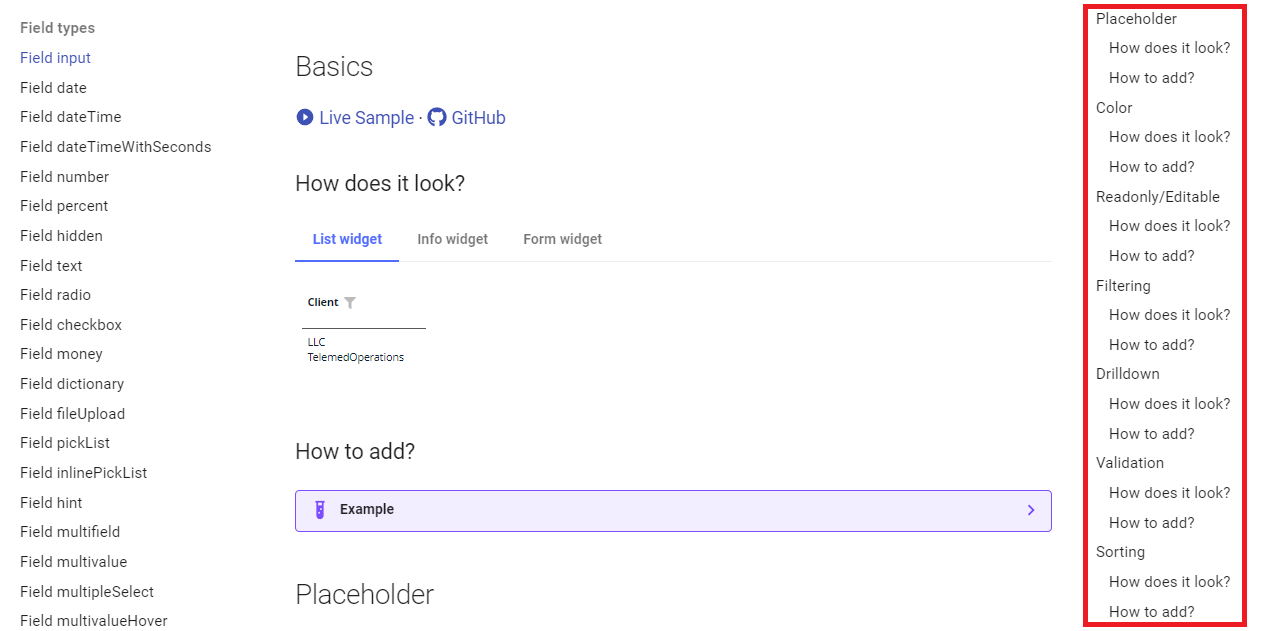 Field types
Field input
Field date
Field dateTime
Field dateTimeWithSeconds
Field number
Field percent
Field hidden
Field text
Field radio
Field checkbox
Field money
Field dictionary
Field fileUpload
Field pickList
Field inlinePickList
Field hint
Field multifield
Field multivalue
Field multipleSelect
Field multivalueHover
Basics
Live Sample · GitHub
How does it look?
List widget Info widget Form widget
Client
LLC
TelemedOperations
How to add?
Example
Placeholder
Placeholder
How does it look?
How to add?
Color
How does it look?
How to add?
Readonly/Editable
How does it look?
How to add?
Filtering
How does it look?
How to add?
Drilldown
How does it look?
How to add?
Validation
How does it look?
How to add?
Sorting
How does it look?
How to add?